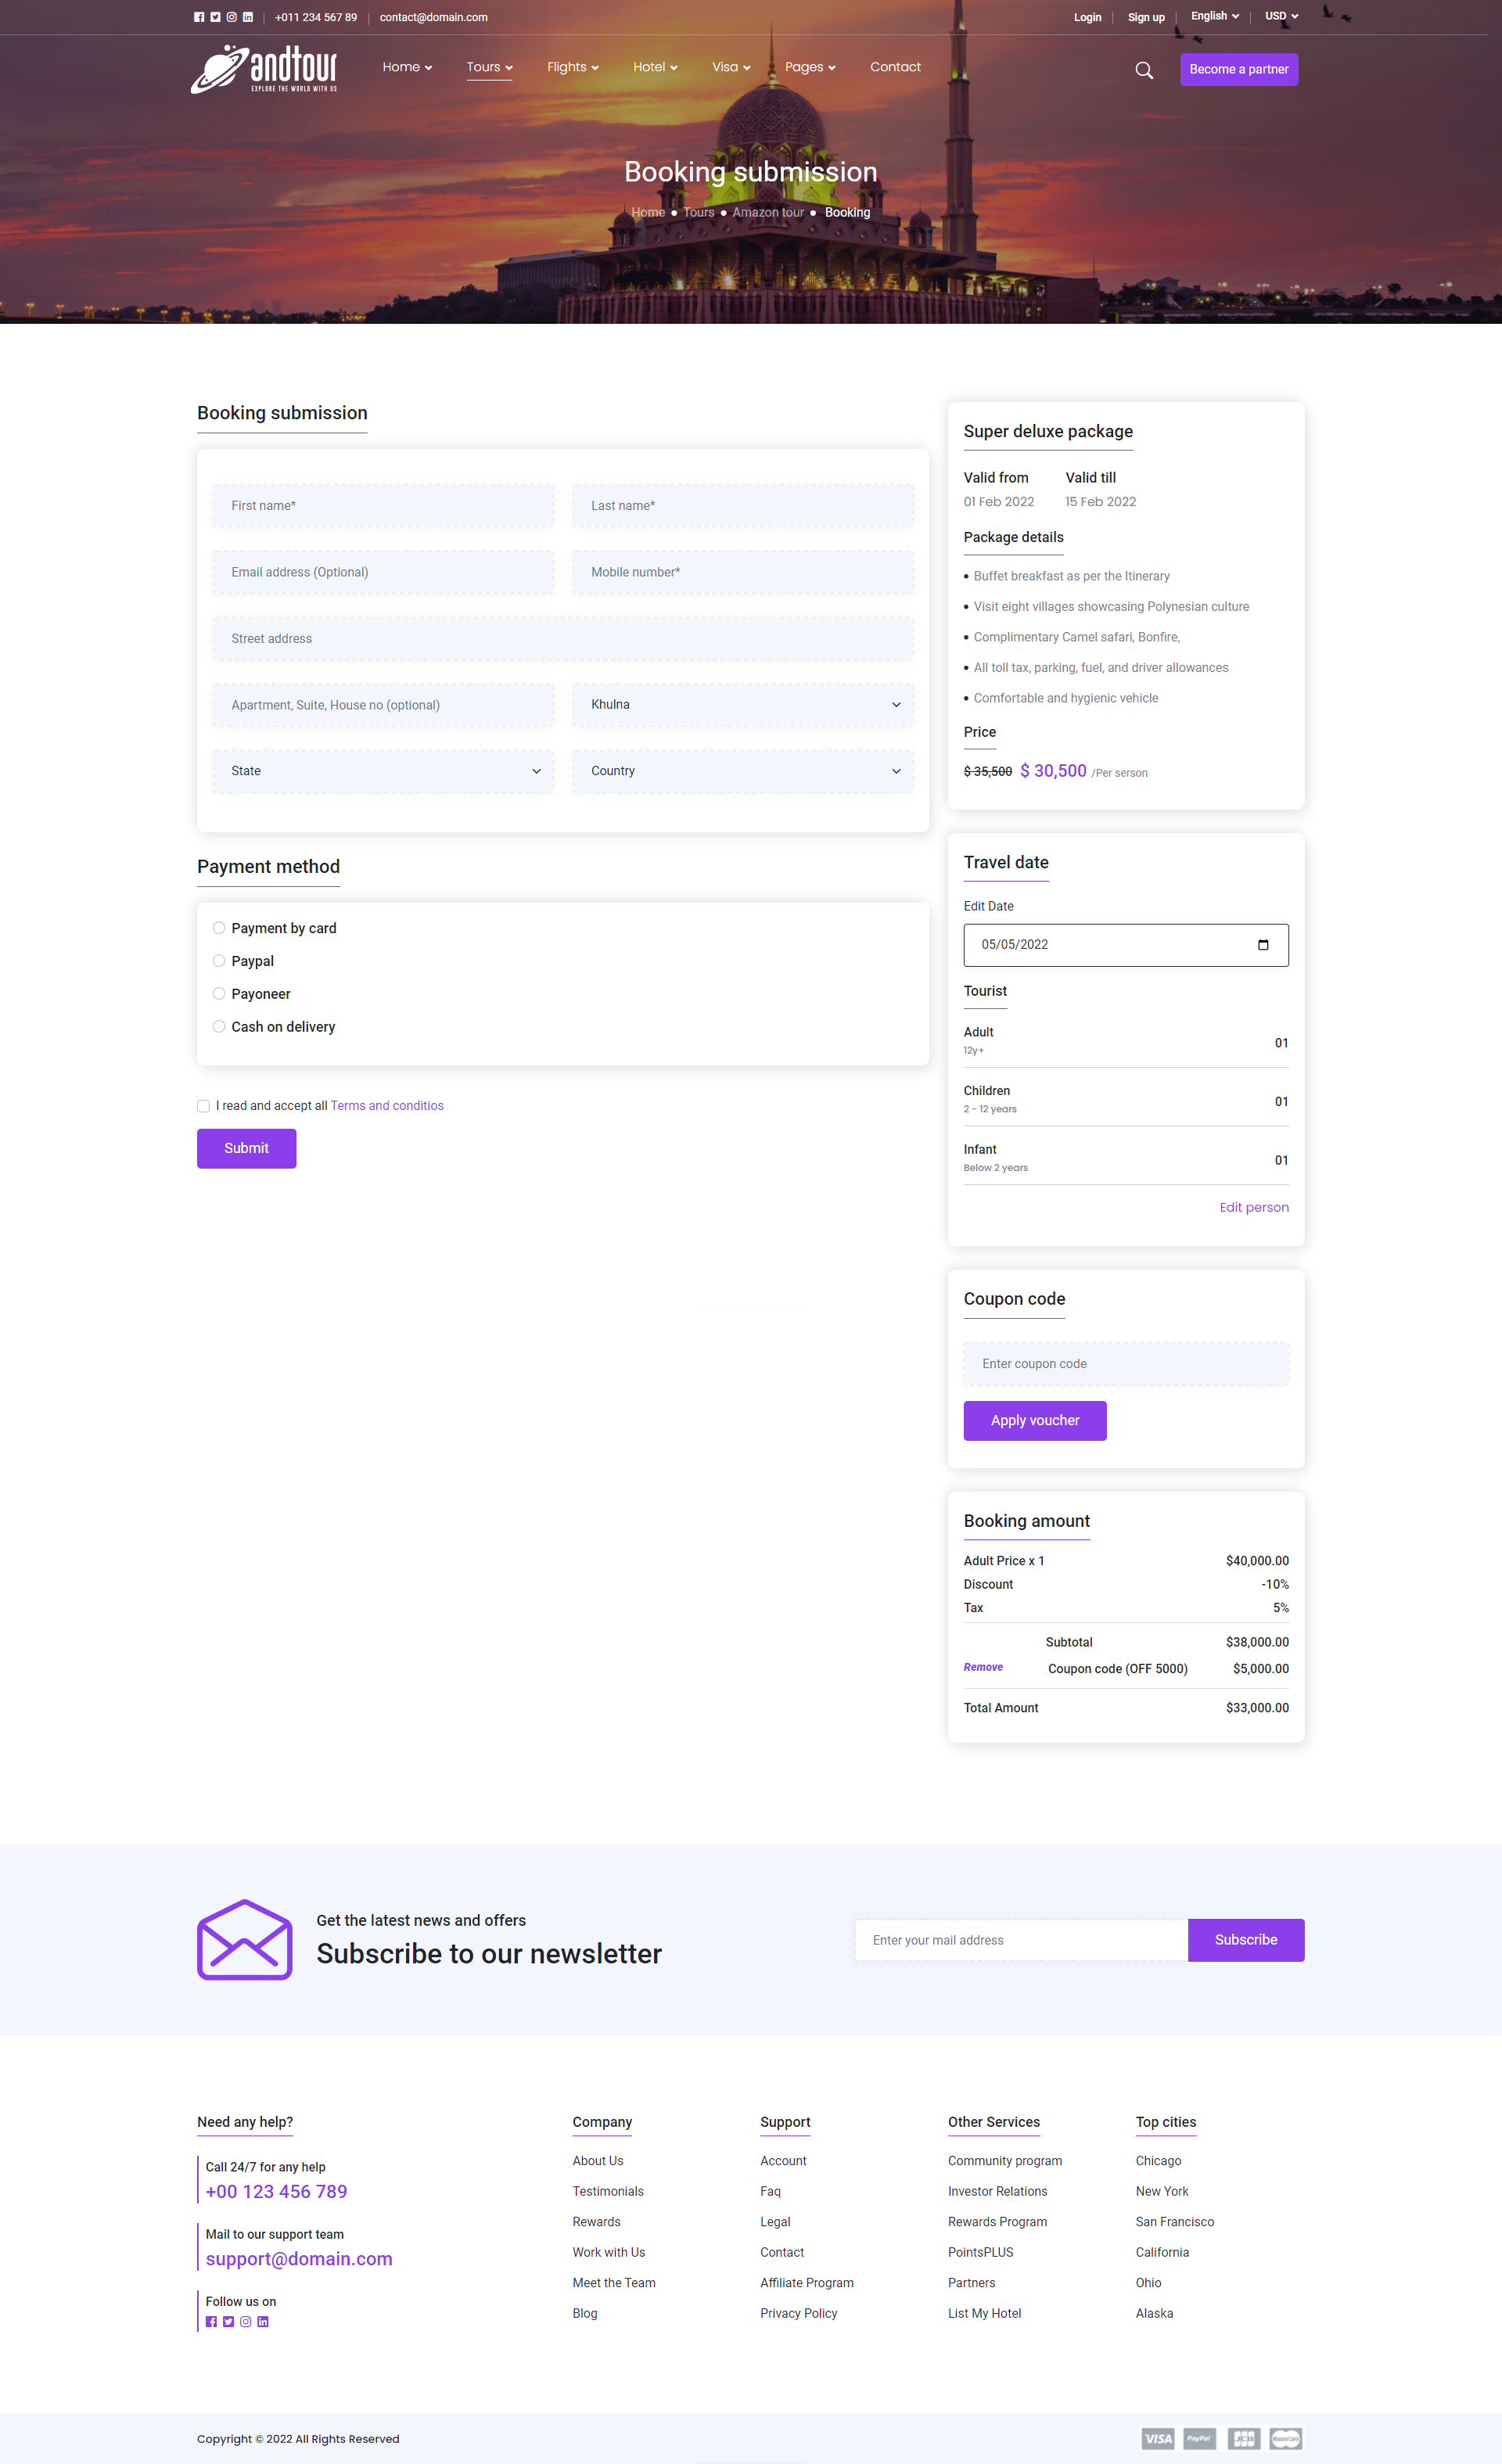 +011 234 567 89
contact@domain.com
Login
Sign up
English
USD
andtour
EXPLORE THE WORLD WITH US
Home
Tours
Flights
Hotel
Visa
Pages
Contact
Become a partner
Booking submission
Home ● Tours ● Amazon tour ● Booking
Booking submission
First name*
Last name*
Email address (Optional)
Mobile number*
Street address
Apartment, Suite, House no (optional)
Khulna
State
Country
Payment method
Payment by card
Paypal
Payoneer
Cash on delivery
I read and accept all Terms and conditios
Submit
Super deluxe package
Valid from
01 Feb 2022
Valid till
15 Feb 2022
Package details
Buffet breakfast as per the Itinerary
Visit eight villages showcasing Polynesian culture
Complimentary Camel safari, Bonfire,
All toll tax, parking, fuel, and driver allowances
Comfortable and hygienic vehicle
Price
$ 35,500 $ 30,500 /Per serson
Travel date
Edit Date
05/05/2022
Tourist
Adult
12y+
01
Children
2 - 12 years
01
Infant
Below 2 years
01
Edit person
Coupon code
Enter coupon code
Apply voucher
Booking amount
Adult Price x 1 $40,000.00
Discount -10%
Tax 5%
Subtotal $38,000.00
Remove Coupon code (OFF 5000) $5,000.00
Total Amount $33,000.00
Get the latest news and offers
Subscribe to our newsletter
Enter your mail address
Subscribe
Need any help?
Call 24/7 for any help
+00 123 456 789
Mail to our support team
support@domain.com
Follow us on
Company
About Us
Testimonials
Rewards
Work with Us
Meet the Team
Blog
Support
Account
Faq
Legal
Contact
Affiliate Program
Privacy Policy
Other Services
Community program
Investor Relations
Rewards Program
PointsPLUS
Partners
List My Hotel
Top cities
Chicago
New York
San Francisco
California
Ohio
Alaska
Copyright © 2022 All Rights Reserved
VISA
PayPal
JCB
MasterCard